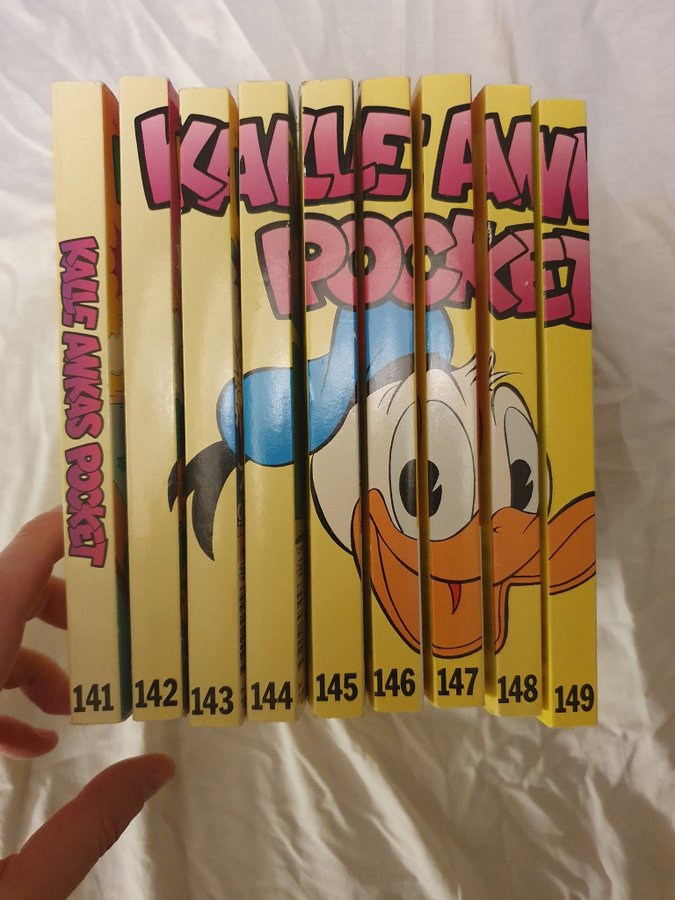 KALLE ANKAS POCKET
KALLE ANK
POCKET
141 142 143 144 145 146 147 148 149